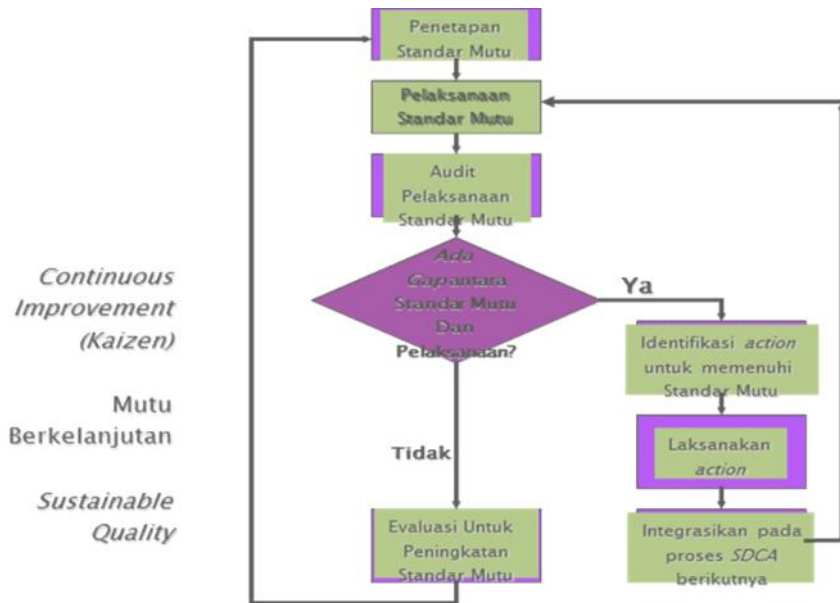 Penetapan
Standar Mutu
Pelaksanaan
Standar Mutu
Audit
Pelaksanaan
Standar Mutu
Ada
Gap antara
Standar Mutu
Dan
Pelaksanaan?
Ya
Identifikasi action
untuk memenuhi
Standar Mutu
Laksanakan
action
Integrasikan pada
proses SDCA
berikutnya
Tidak
Evaluasi Untuk
Peningkatan
Standar Mutu
Continuous
Improvement
(Kaizen)
Mutu
Berkelanjutan
Sustainable
Quality